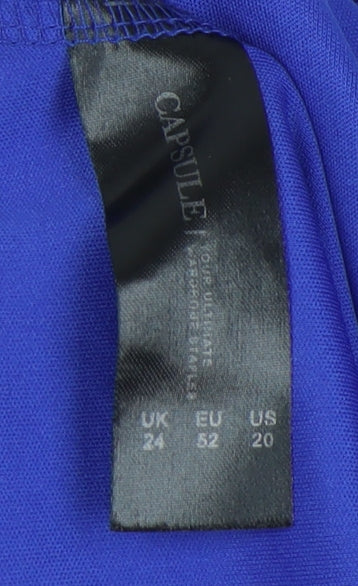 CAPSULE |
YOUR ULTIMATE
WARDROBE STAPLES
UK EU US
24 52 20